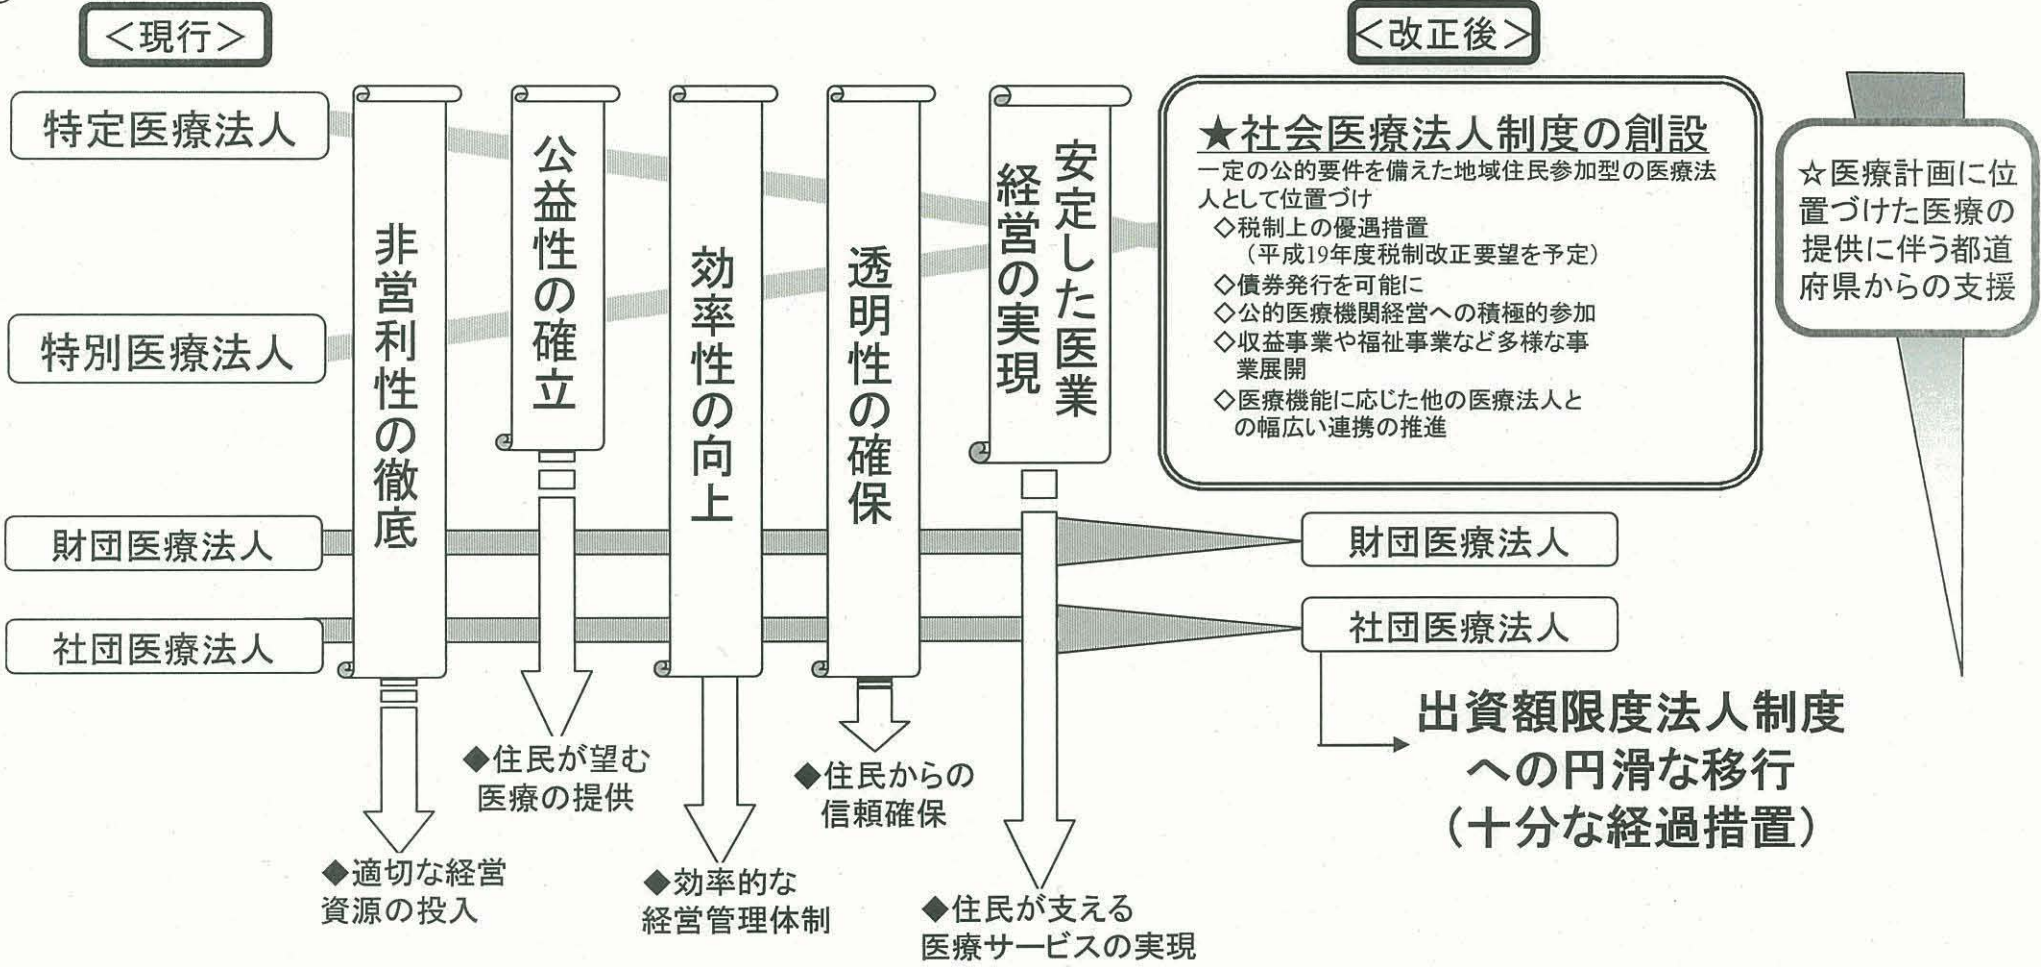 <現行>
特定医療法人
特別医療法人
財団医療法人
社団医療法人
非営利性の徹底
公益性の確立
効率性の向上
透明性の確保
安定した医業
経営の実現
◆適切な経営
資源の投入
◆住民が望む
医療の提供
◆効率的な
経営管理体制
◆住民からの
信頼確保
◆住民が支える
医療サービスの実現
<改正後>
★社会医療法人制度の創設
一定の公的要件を備えた地域住民参加型の医療法
人として位置づけ
◇税制上の優遇措置
（平成19年度税制改正要望を予定）
◇債券発行を可能に
◇公的医療機関経営への積極的参加
◇収益事業や福祉事業など多様な事
業展開
◇医療機能に応じた他の医療法人と
の幅広い連携の推進
財団医療法人
社団医療法人
出資額限度法人制度
への円滑な移行
（十分な経過措置）
☆医療計画に位
置づけた医療の
提供に伴う都道
府県からの支援